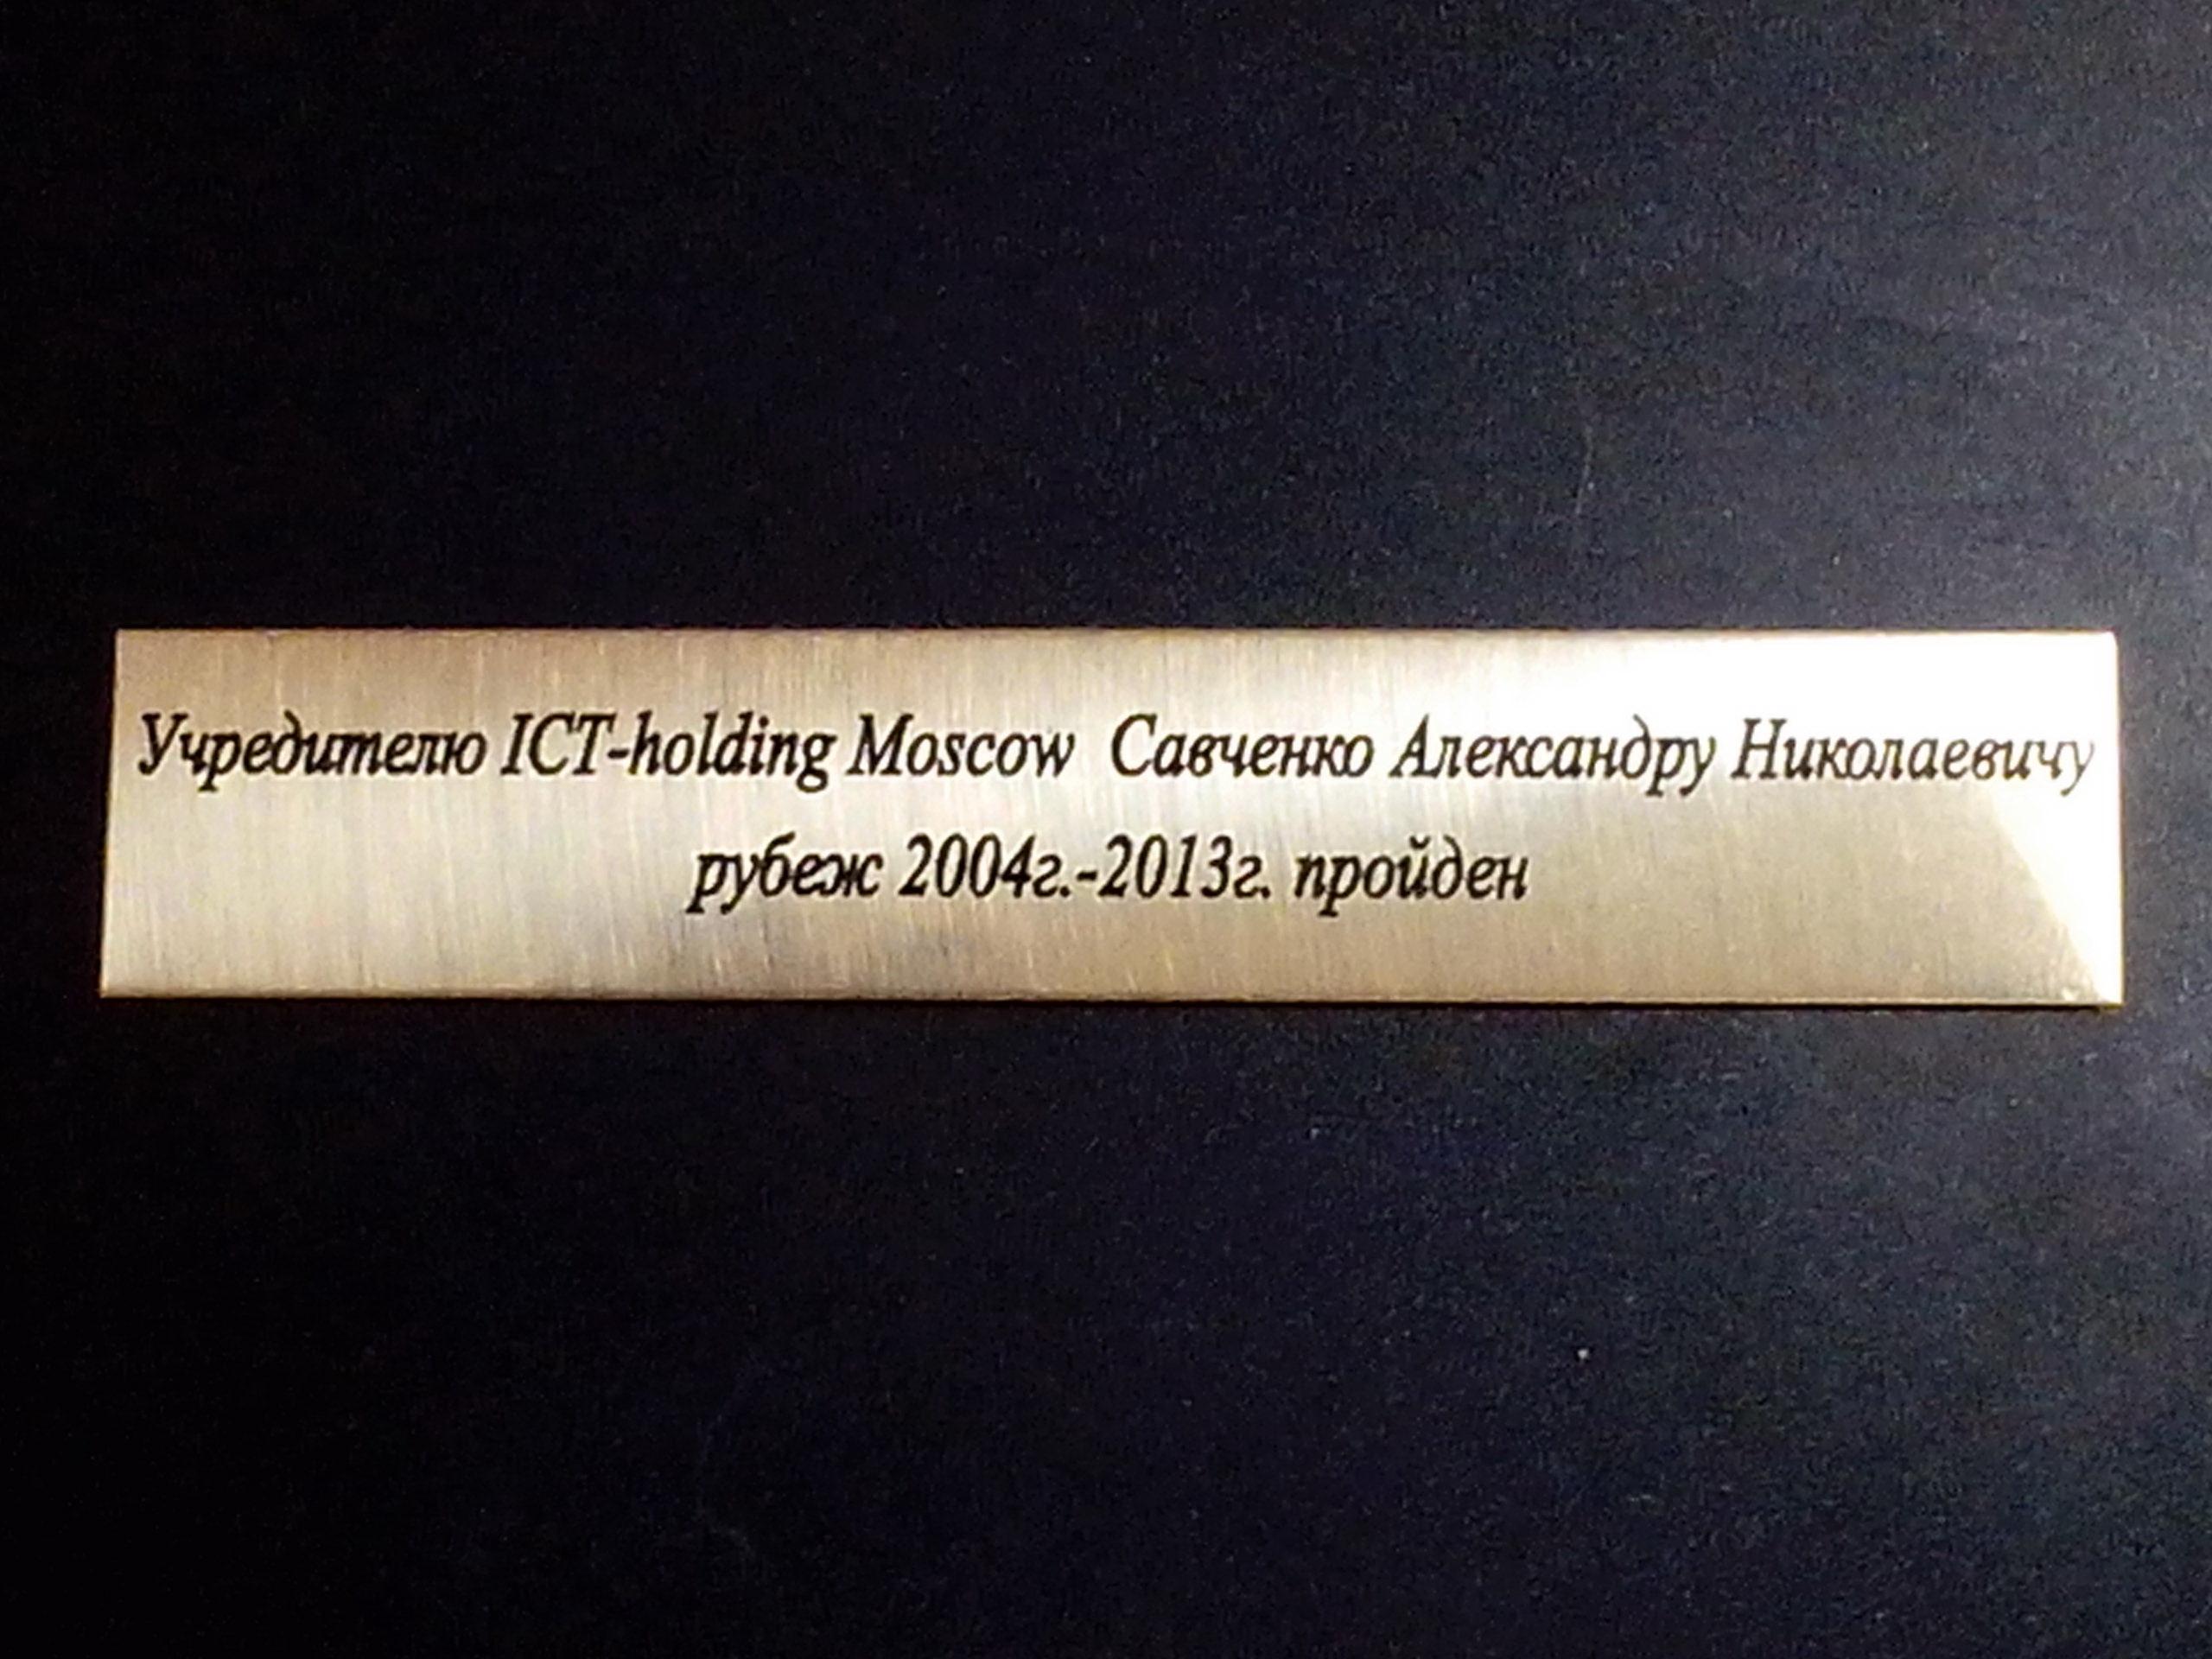 Учредителю ICT-holding Moscow Савченко Александру Николаевичу
рубеж 2004г.-2013г. пройден